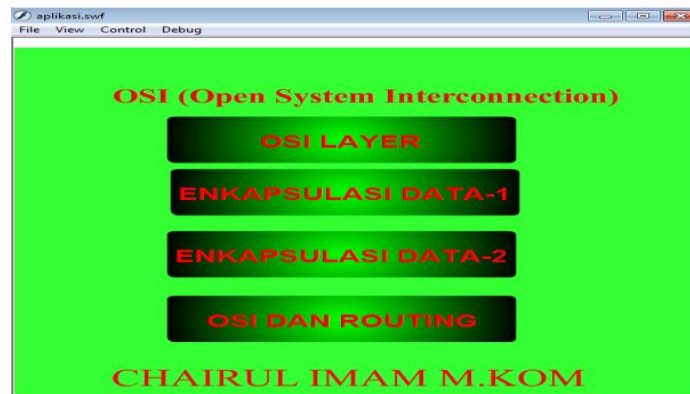 aplikasi.swf
File View Control Debug
OSI (Open System Interconnection)
OSI LAYER
ENKAPSULASI DATA-1
ENKAPSULASI DATA-2
OSI DAN ROUTING
CHAIRUL IMAM M.KOM